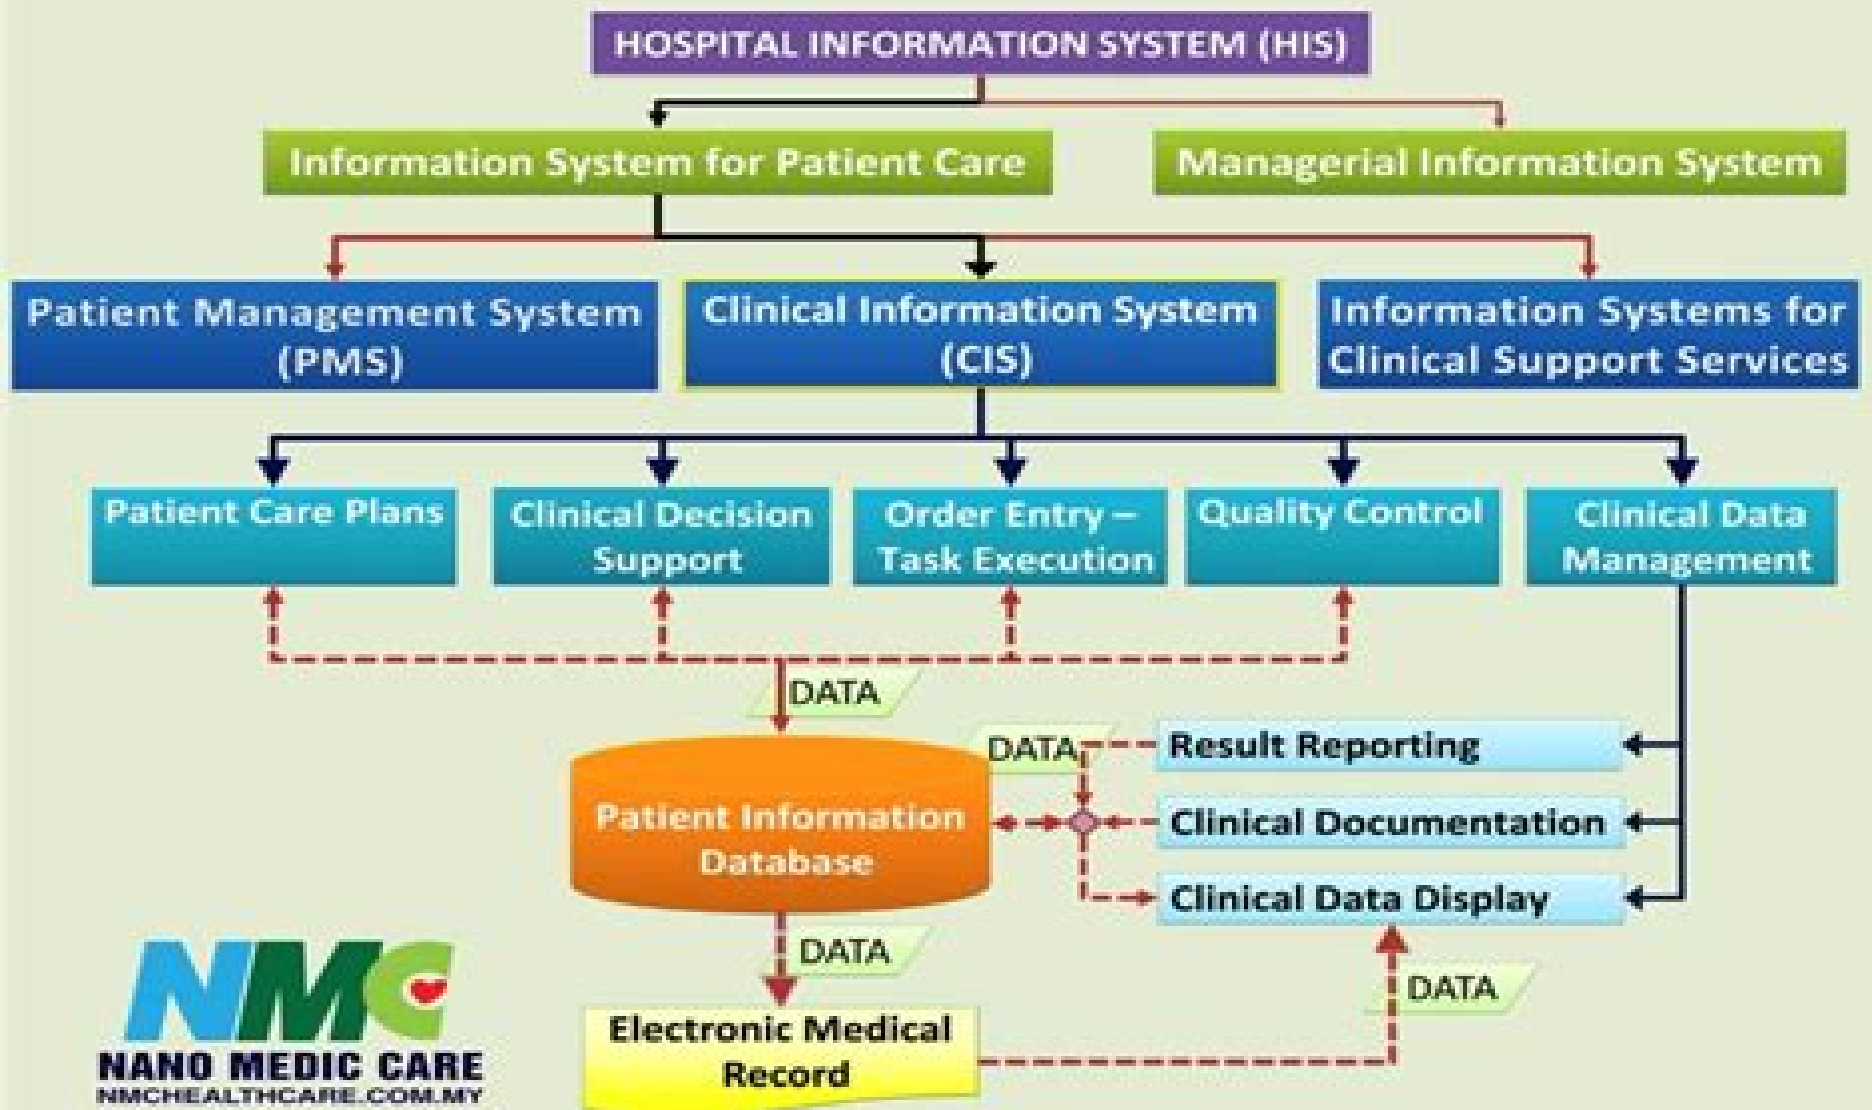 HOSPITAL INFORMATION SYSTEM (HIS)
Information System for Patient Care
Managerial Information System
Patient Management System
(PMS)
Clinical Information System
(CIS)
Information Systems for
Clinical Support Services
Patient Care Plans
Clinical Decision
Support
Order Entry –
Task Execution
Quality Control
Clinical Data
Management
DATA
DATA
Result Reporting
Patient Information
Database
Clinical Documentation
Clinical Data Display
DATA
DATA
Electronic Medical
Record
NMC
NANO MEDIC CARE
NMCHEALTHCARE.COM.MY